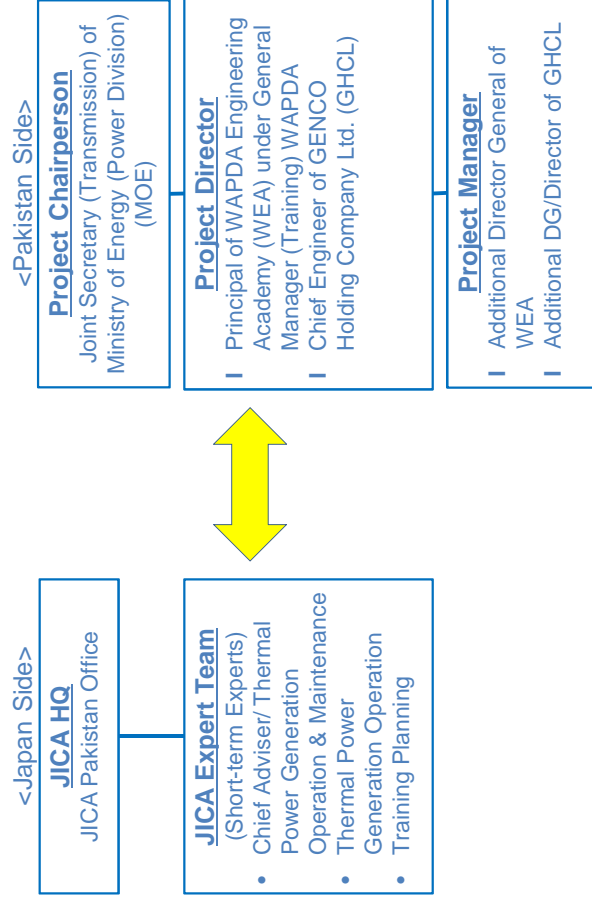 <Japan Side>
JICA HQ
JICA Pakistan Office
JICA Expert Team
(Short-term Experts)
• Chief Adviser/ Thermal
Power Generation
Operation & Maintenance
• Thermal Power
Generation Operation
• Training Planning
<Pakistan Side>
Project Chairperson
Joint Secretary (Transmission) of
Ministry of Energy (Power Division)
(MOE)
Project Director
l Principal of WAPDA Engineering
Academy (WEA) under General
Manager (Training) WAPDA
l Chief Engineer of GENCO
Holding Company Ltd. (GHCL)
Project Manager
l Additional Director General of
WEA
l Additional DG/Director of GHCL